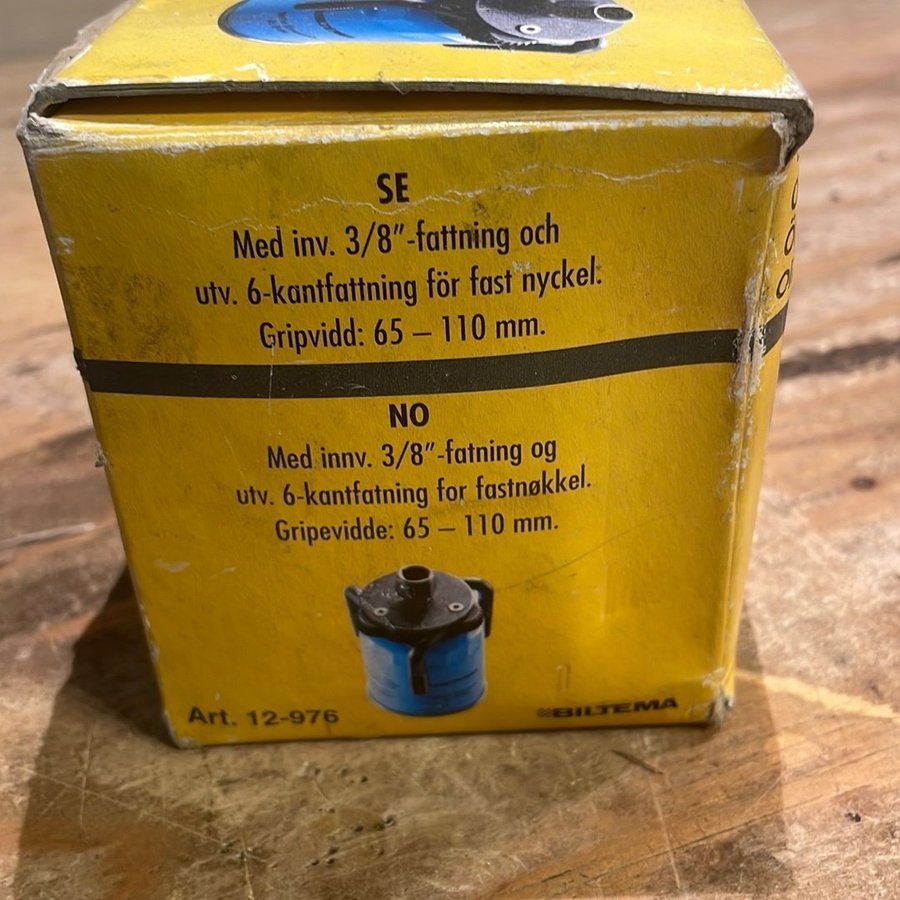 SE
Med inv. 3/8"-fattning och
utv. 6-kantfattning för fast nyckel.
Gripvidd: 65 – 110 mm.
NO
Med innv. 3/8"-fatning og
utv. 6-kantfatning for fastnøkkel.
Gripevidde: 65 – 110 mm.
Art. 12-976
BILTEMA